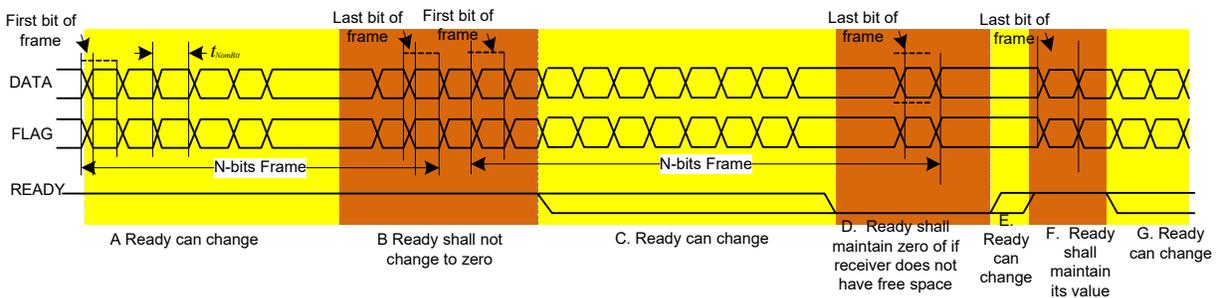 First bit of
frame
Last bit of
frame
First bit of
frame
Last bit of
frame
Last bit of
frame
tNomBit
DATA
FLAG
N-bits Frame
N-bits Frame
READY
A Ready can change
B Ready shall not
change to zero
C. Ready can change
D. Ready shall
maintain zero of if
receiver does not
have free space
E.
Ready
can
change
F. Ready
shall
maintain
its value
G. Ready
can change